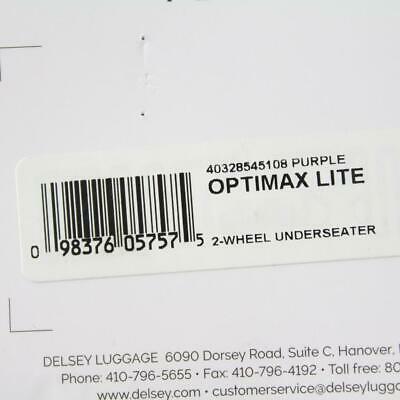 40328545108 PURPLE
OPTIMAX LITE
0 98376 05757 5
2-WHEEL UNDERSEATER
DELSEY LUGGAGE 6090 Dorsey Road, Suite C, Hanover,
Phone: 410-796-5655 • Fax: 410-796-4192 • Toll free: 80
www.delsey.com • customerservice@delseylugg